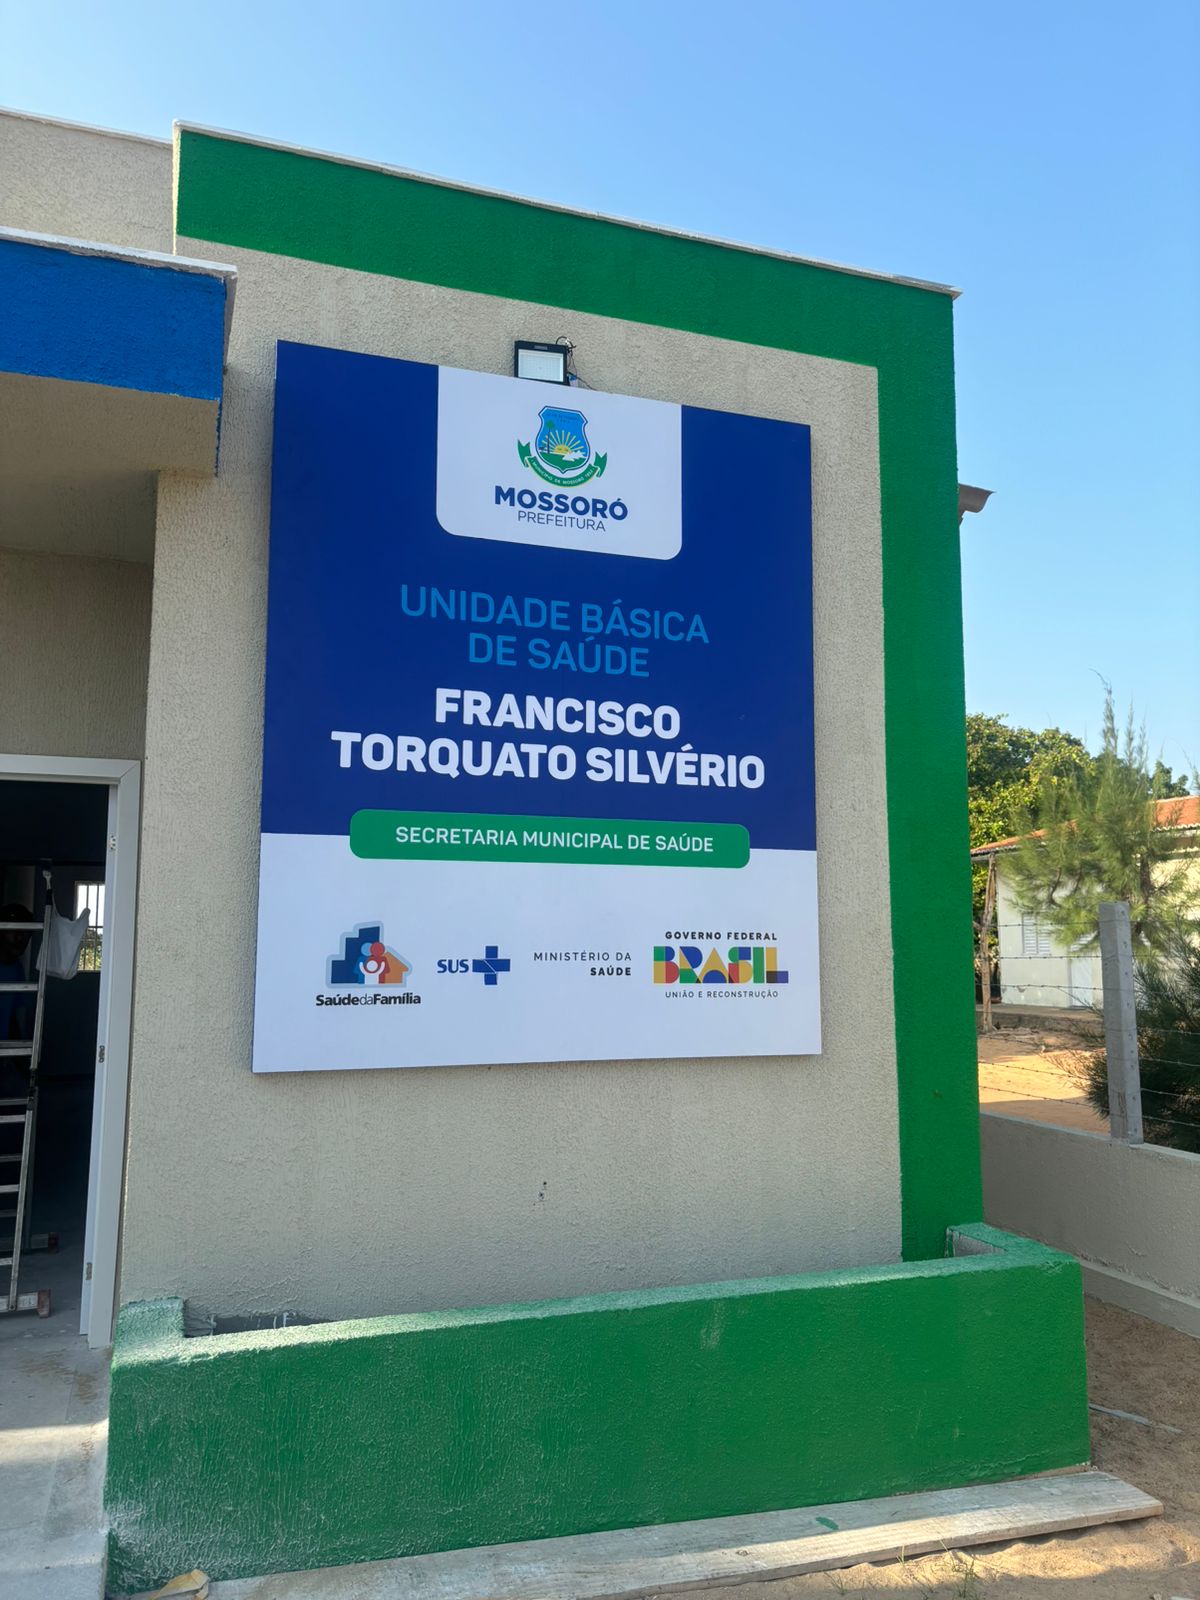 MOSSORÓ
PREFEITURA
UNIDADE BÁSICA
DE SAÚDE
FRANCISCO
TORQUATO SILVÉRIO
SECRETARIA MUNICIPAL DE SAÚDE
SaúdedaFamília
SUS
MINISTÉRIO DA
SAÚDE
GOVERNO FEDERAL
BRASIL
UNIÃO E RECONSTRUÇÃO